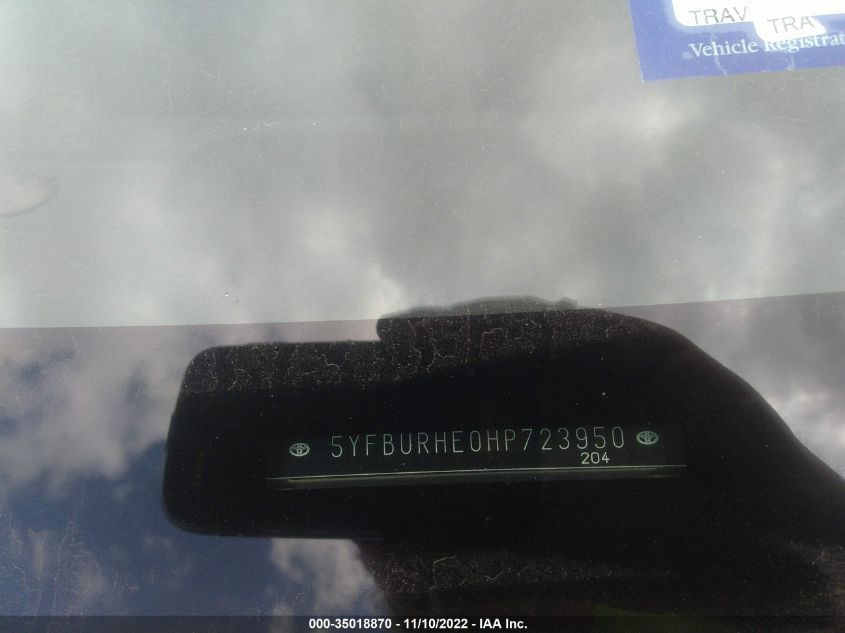 TRAV TRA
Vehicle Registrat
5YFBURHE0HP723950
204
000-35018870 - 11/10/2022 - IAA Inc.